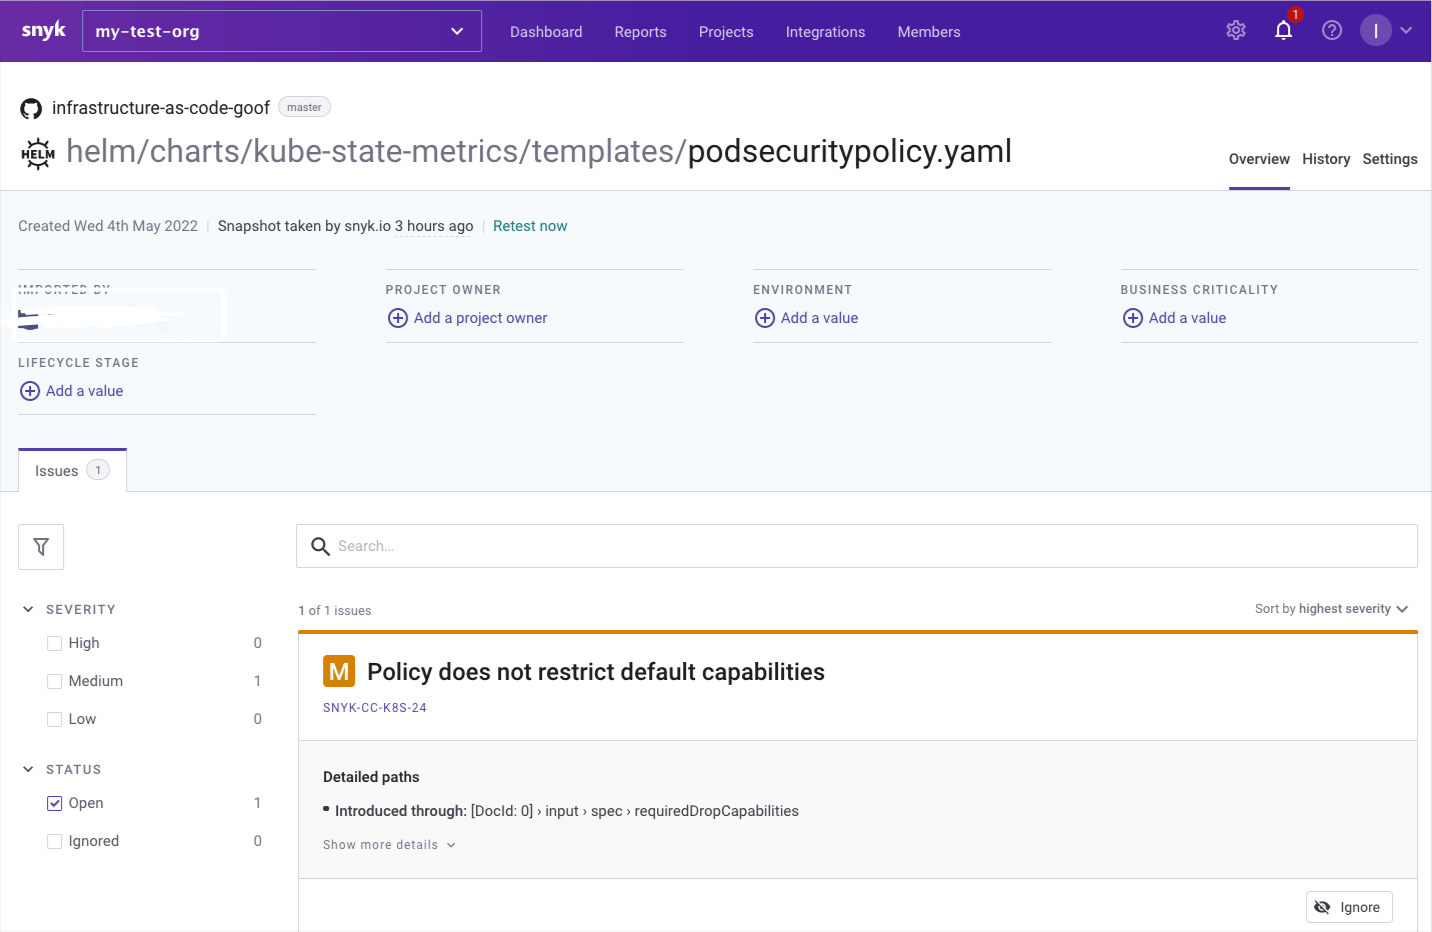 snyk my-test-org Dashboard Reports Projects Integrations Members 1 I
infrastructure-as-code-goof master
HELM helm/charts/kube-state-metrics/templates/podsecuritypolicy.yaml
Overview History Settings
Created Wed 4th May 2022 | Snapshot taken by snyk.io 3 hours ago | Retest now
IMPORTED BY
PROJECT OWNER
Add a project owner
ENVIRONMENT
Add a value
BUSINESS CRITICALITY
Add a value
LIFECYCLE STAGE
Add a value
Issues 1
Search...
SEVERITY
High 0
Medium 1
Low 0
STATUS
Open 1
Ignored 0
1 of 1 issues
Sort by highest severity
M Policy does not restrict default capabilities
SNYK-CC-K8S-24
Detailed paths
• Introduced through: [DocId: 0] › input › spec › requiredDropCapabilities
Show more details
Ignore